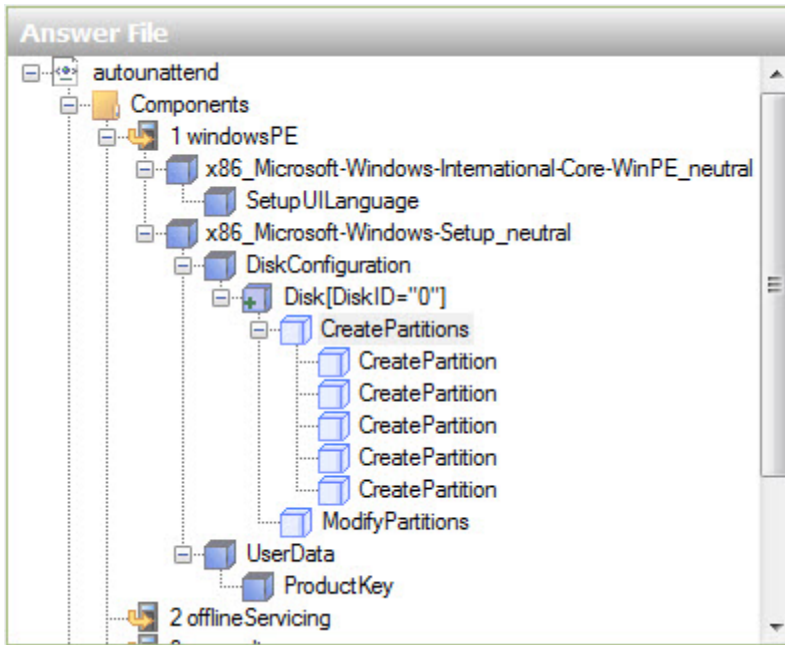 Answer File
autounattend
Components
1 windowsPE
x86_Microsoft-Windows-International-Core-WinPE_neutral
SetupUILanguage
x86_Microsoft-Windows-Setup_neutral
DiskConfiguration
Disk[DiskID="0"]
CreatePartitions
CreatePartition
CreatePartition
CreatePartition
CreatePartition
CreatePartition
ModifyPartitions
UserData
ProductKey
2 offlineServicing